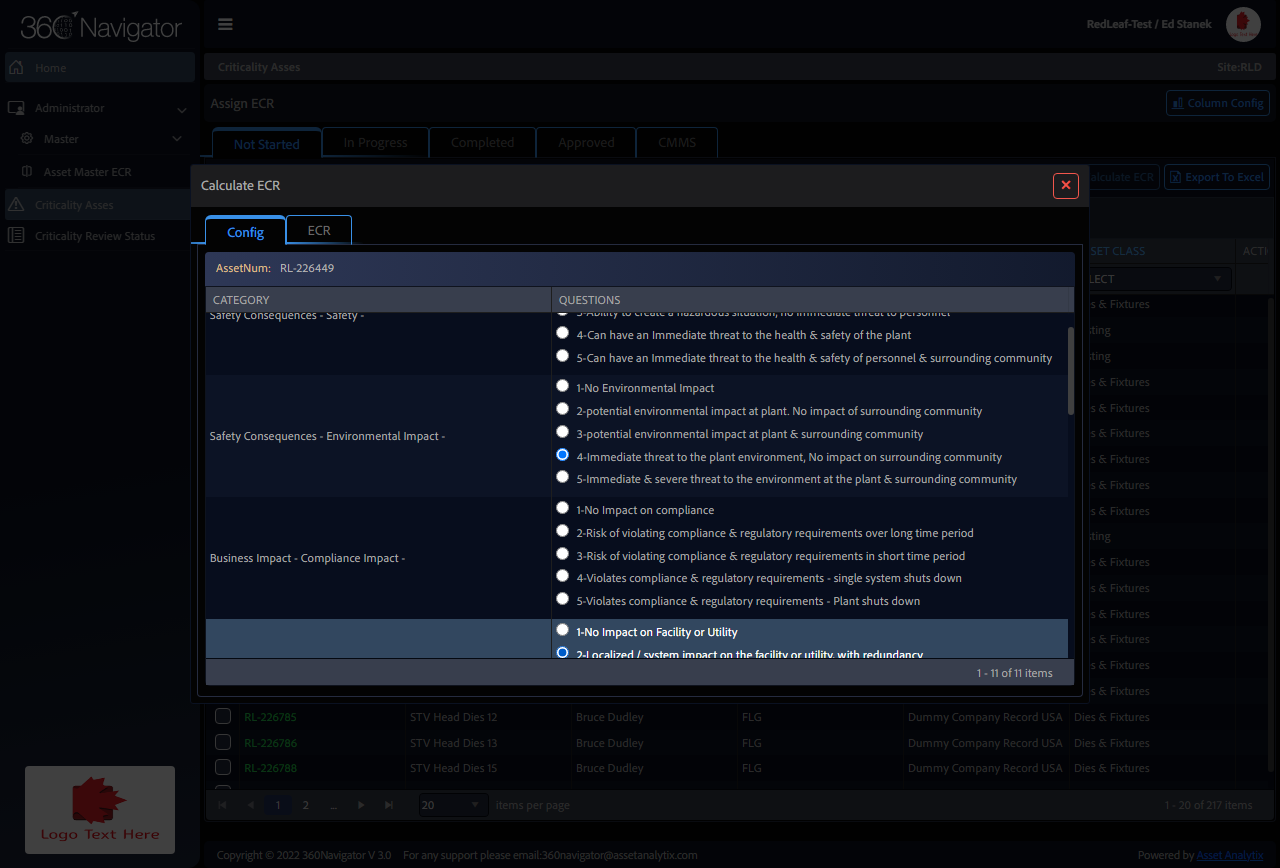 360 Navigator
RedLeaf-Test / Ed Stanek
Home
Criticality Asses
Site:RLD
Administrator
Assign ECR
Column Config
Master
Not Started
In Progress
Completed
Approved
CMMS
Asset Master ECR
Calculate ECR
alculate ECR
Export To Excel
Criticality Asses
Config
ECR
Criticality Review Status
SET CLASS
ACTI
AssetNum: RL-226449
LECT
CATEGORY
QUESTIONS
s & Fixtures
Safety Consequences - Safety -
3-Ability to create a hazardous situation, no immediate threat to personnel
4-Can have an Immediate threat to the health & safety of the plant
ting
5-Can have an Immediate threat to the health & safety of personnel & surrounding community
ting
Safety Consequences - Environmental Impact -
1-No Environmental Impact
s & Fixtures
2-potential environmental impact at plant. No impact of surrounding community
s & Fixtures
3-potential environmental impact at plant & surrounding community
s & Fixtures
4-Immediate threat to the plant environment, No impact on surrounding community
s & Fixtures
5-Immediate & severe threat to the environment at the plant & surrounding community
s & Fixtures
Business Impact - Compliance Impact -
1-No Impact on compliance
s & Fixtures
2-Risk of violating compliance & regulatory requirements over long time period
ting
3-Risk of violating compliance & regulatory requirements in short time period
s & Fixtures
4-Violates compliance & regulatory requirements - single system shuts down
s & Fixtures
5-Violates compliance & regulatory requirements - Plant shuts down
s & Fixtures
1-No Impact on Facility or Utility
s & Fixtures
2-Localized / system impact on the facility or utility, with redundancy
s & Fixtures
1 - 11 of 11 items
s & Fixtures
RL-226785 STV Head Dies 12 Bruce Dudley FLG Dummy Company Record USA Dies & Fixtures
RL-226786 STV Head Dies 13 Bruce Dudley FLG Dummy Company Record USA Dies & Fixtures
RL-226788 STV Head Dies 15 Bruce Dudley FLG Dummy Company Record USA Dies & Fixtures
1 2 ... 20 items per page
1 - 20 of 217 items
Logo Text Here
Copyright © 2022 360Navigator V 3.0 For any support please email:360navigator@assetanalytix.com
Powered by Asset Analytix